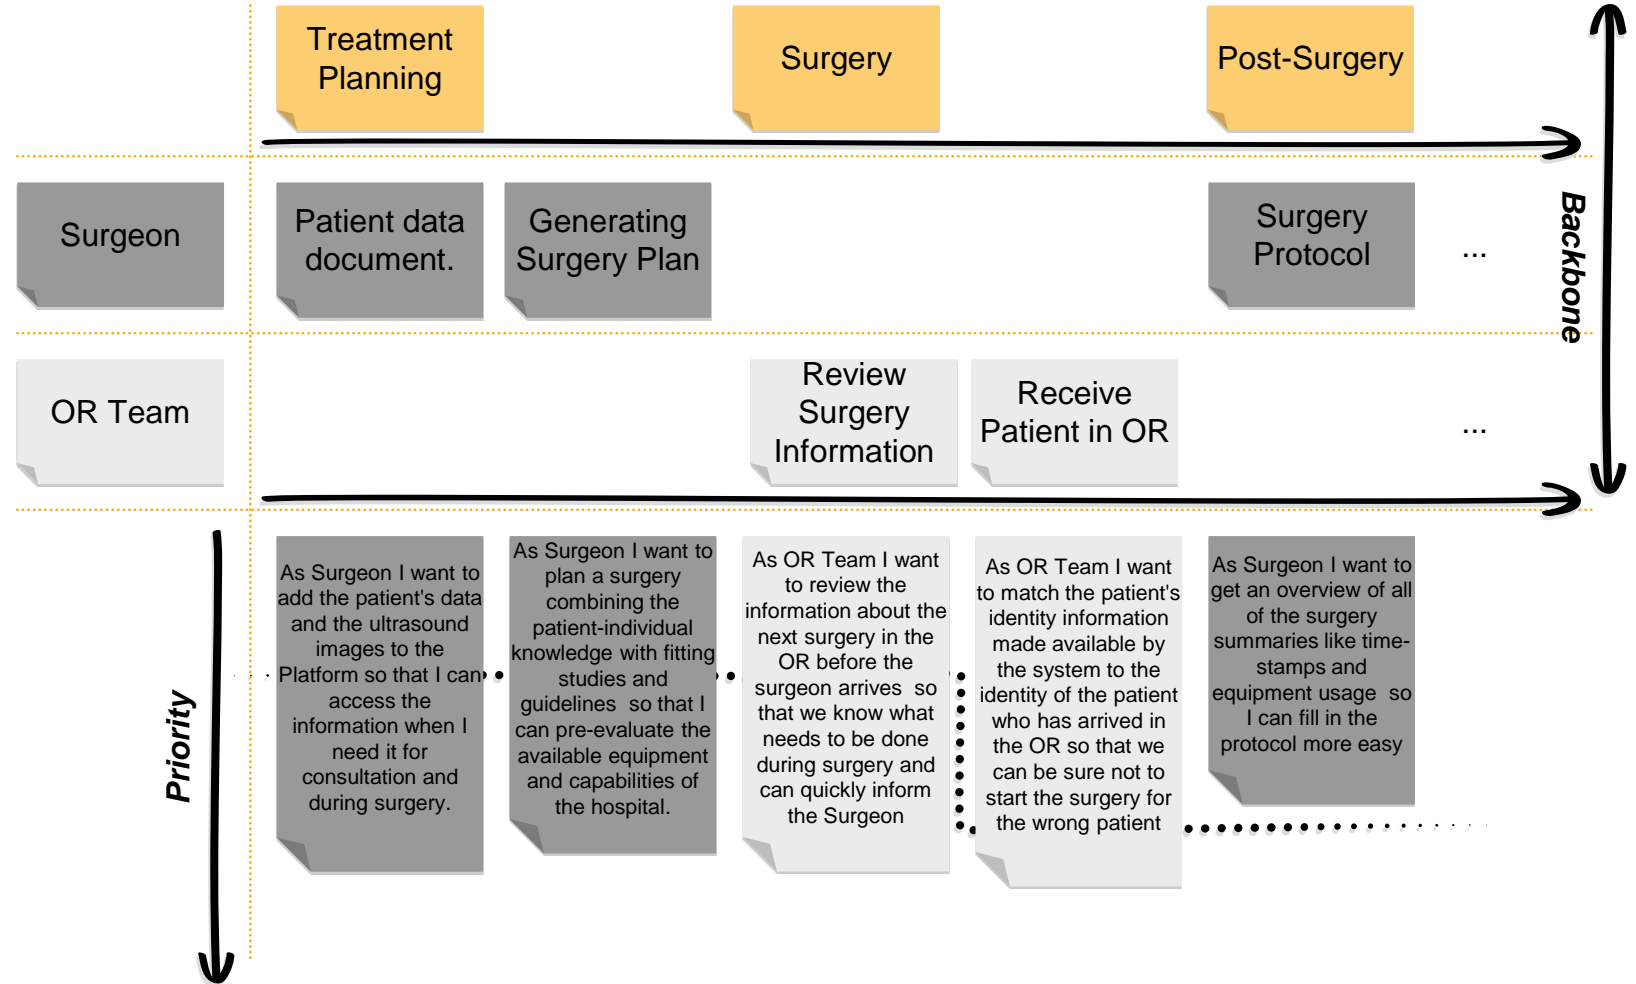 Treatment
Planning
Surgery
Post-Surgery
Backbone
Surgeon
Patient data
document.
Generating
Surgery Plan
Surgery
Protocol
...
OR Team
Review
Surgery
Information
Receive
Patient in OR
...
Priority
As Surgeon I want to
add the patient's data
and the ultrasound
images to the
Platform so that I can
access the
information when I
need it for
consultation and
during surgery.
As Surgeon I want to
plan a surgery
combining the
patient-individual
knowledge with fitting
studies and
guidelines so that I
can pre-evaluate the
available equipment
and capabilities of
the hospital.
As OR Team I want
to review the
information about the
next surgery in the
OR before the
surgeon arrives so
that we know what
needs to be done
during surgery and
can quickly inform
the Surgeon
As OR Team I want
to match the patient's
identity information
made available by
the system to the
identity of the patient
who has arrived in
the OR so that we
can be sure not to
start the surgery for
the wrong patient
As Surgeon I want to
get an overview of all
of the surgery
summaries like time-
stamps and
equipment usage so
I can fill in the
protocol more easy